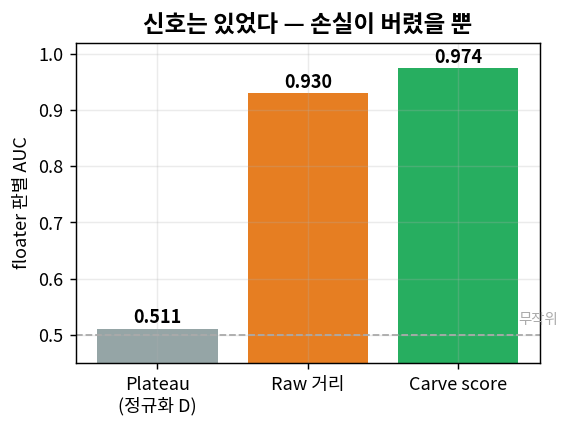 신호는 있었다 — 손실이 버렸을 뿐
floater 판별 AUC
1.0
0.9
0.8
0.7
0.6
0.5
0.511
0.930
0.974
무작위
Plateau
(정규화 D)
Raw 거리
Carve score